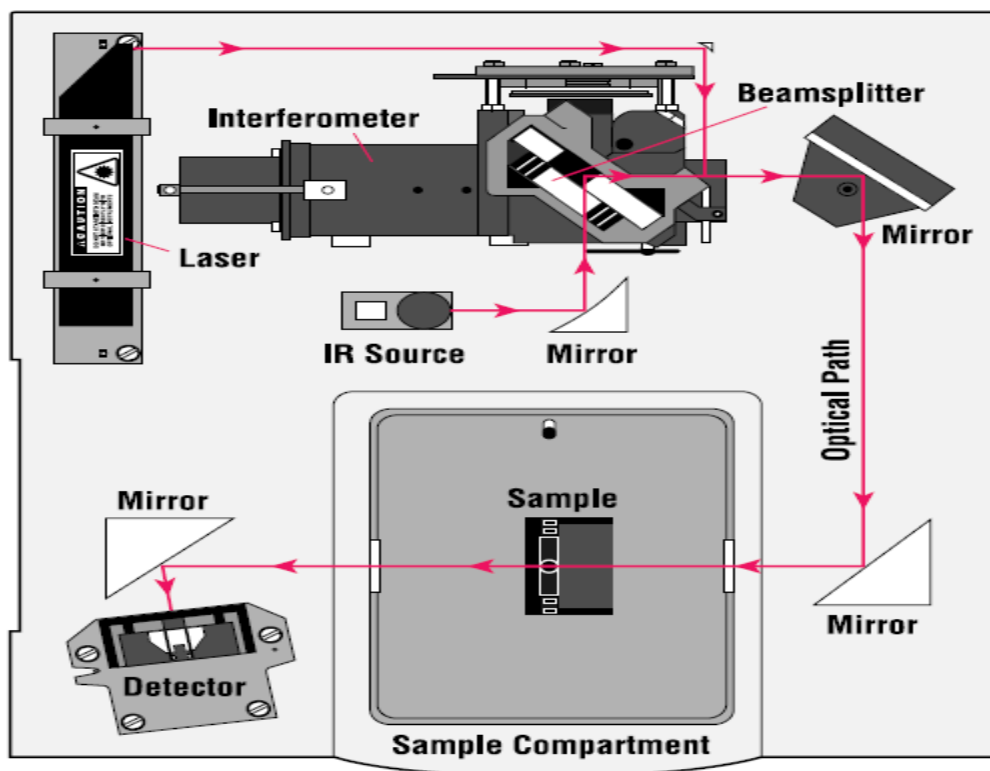 Beamsplitter
Interferometer
CAUTION
Laser
Mirror
IR Source
Mirror
Optical Path
Mirror
Sample
Mirror
Detector
Sample Compartment